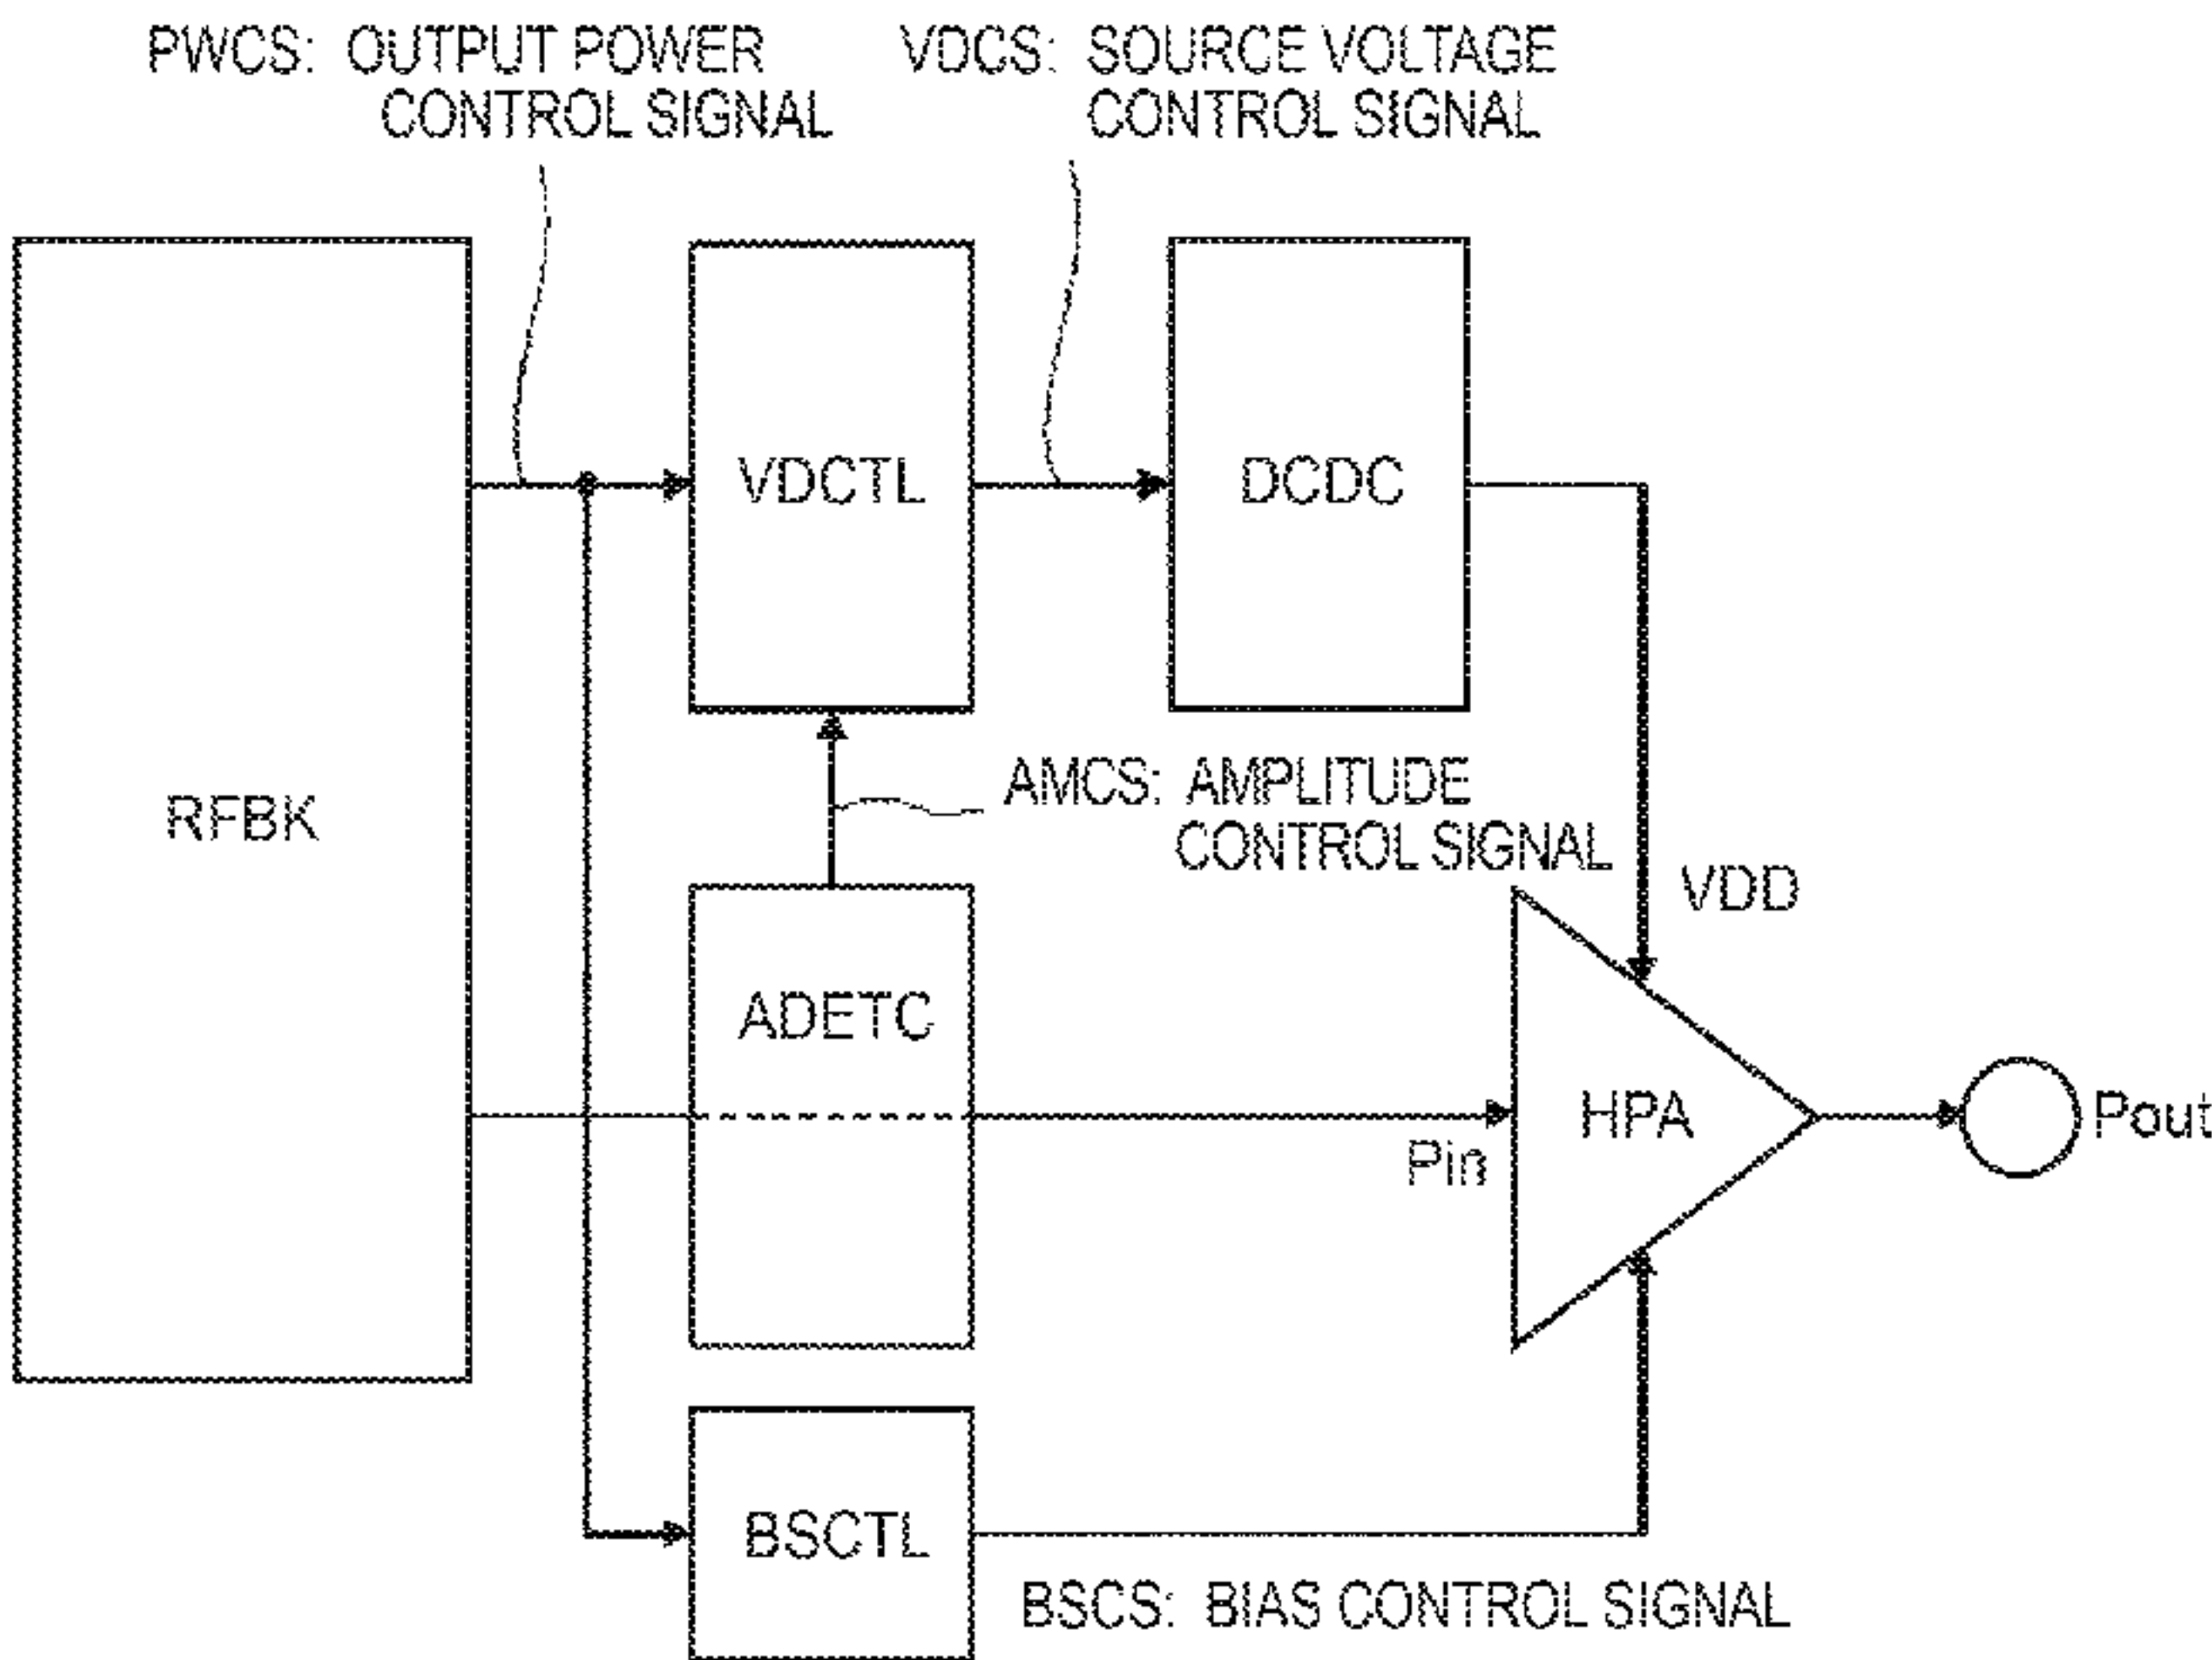 PWCS: OUTPUT POWER
CONTROL SIGNAL
VDCS: SOURCE VOLTAGE
CONTROL SIGNAL
VDCTL
DCDC
RFBK
AMCS: AMPLITUDE
CONTROL SIGNAL
VDD
ADETC
HPA
Pout
Pin
BSCTL
BSCS: BIAS CONTROL SIGNAL